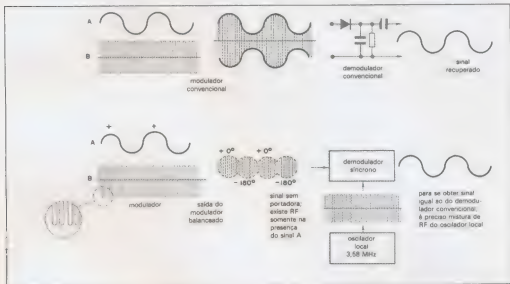 A
B
modulador
convencional
demodulador
convencional
sinal
recuperado
+
+
A
B
modulador
saída do
modulador
balanceado
+ 0°
+ 0°
-180°
-180°
sinal sem
portadora;
existe RF
somente na
presença
do sinal A
demodulador
síncrono
oscilador
local
3,58 MHz
para se obter sinal
igual ao do demodu-
lador convencional;
é preciso mistura de
RF do oscilador local